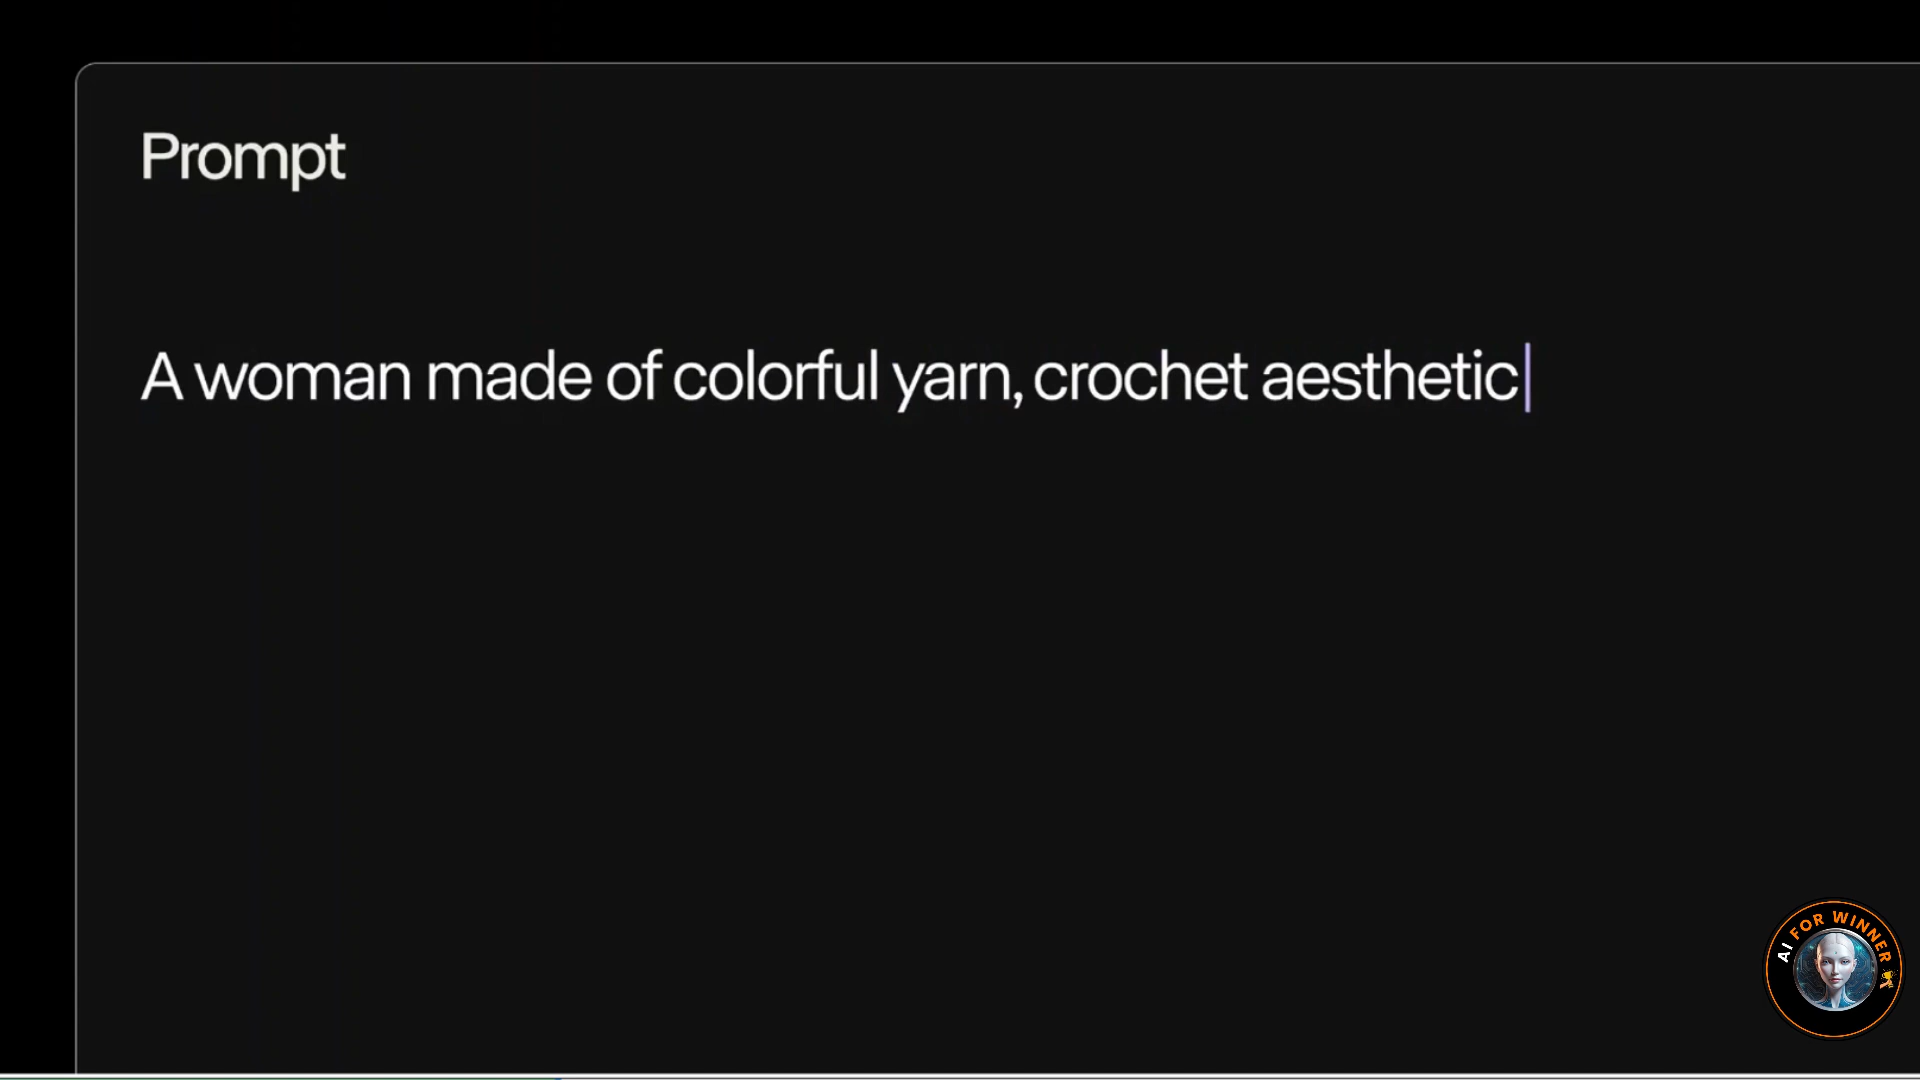 Prompt
A woman made of colorful yarn, crochet aesthetic
AI FOR WINNER